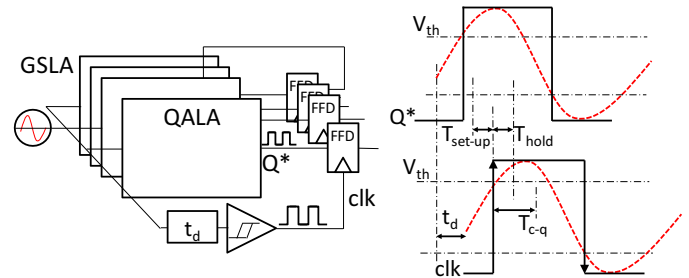 GSLA
QALA
FFD
FFD
FFD
FFD
Q*
clk
t_d
V_th
Q*
T_set-up
T_hold
V_th
t_d
T_c-q
clk